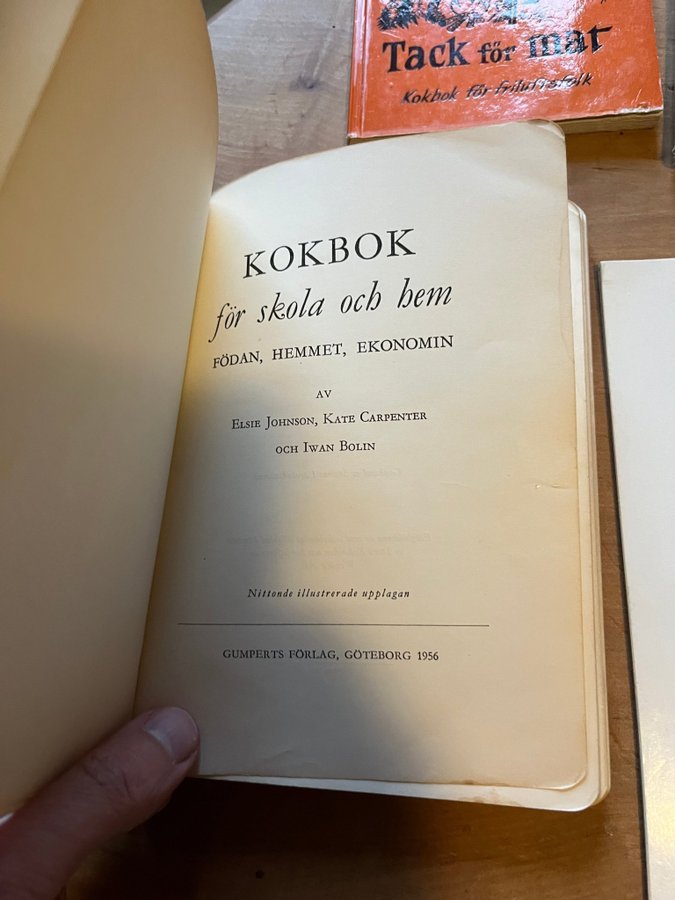 Tack för mat
Kokbok för friluftsfolk
KOKBOK
för skola och hem
FÖDAN, HEMMET, EKONOMIN
AV
ELSIE JOHNSON, KATE CARPENTER
OCH IWAN BOLIN
Nittonde illustrerade upplagan
GUMPERTS FÖRLAG, GÖTEBORG 1956